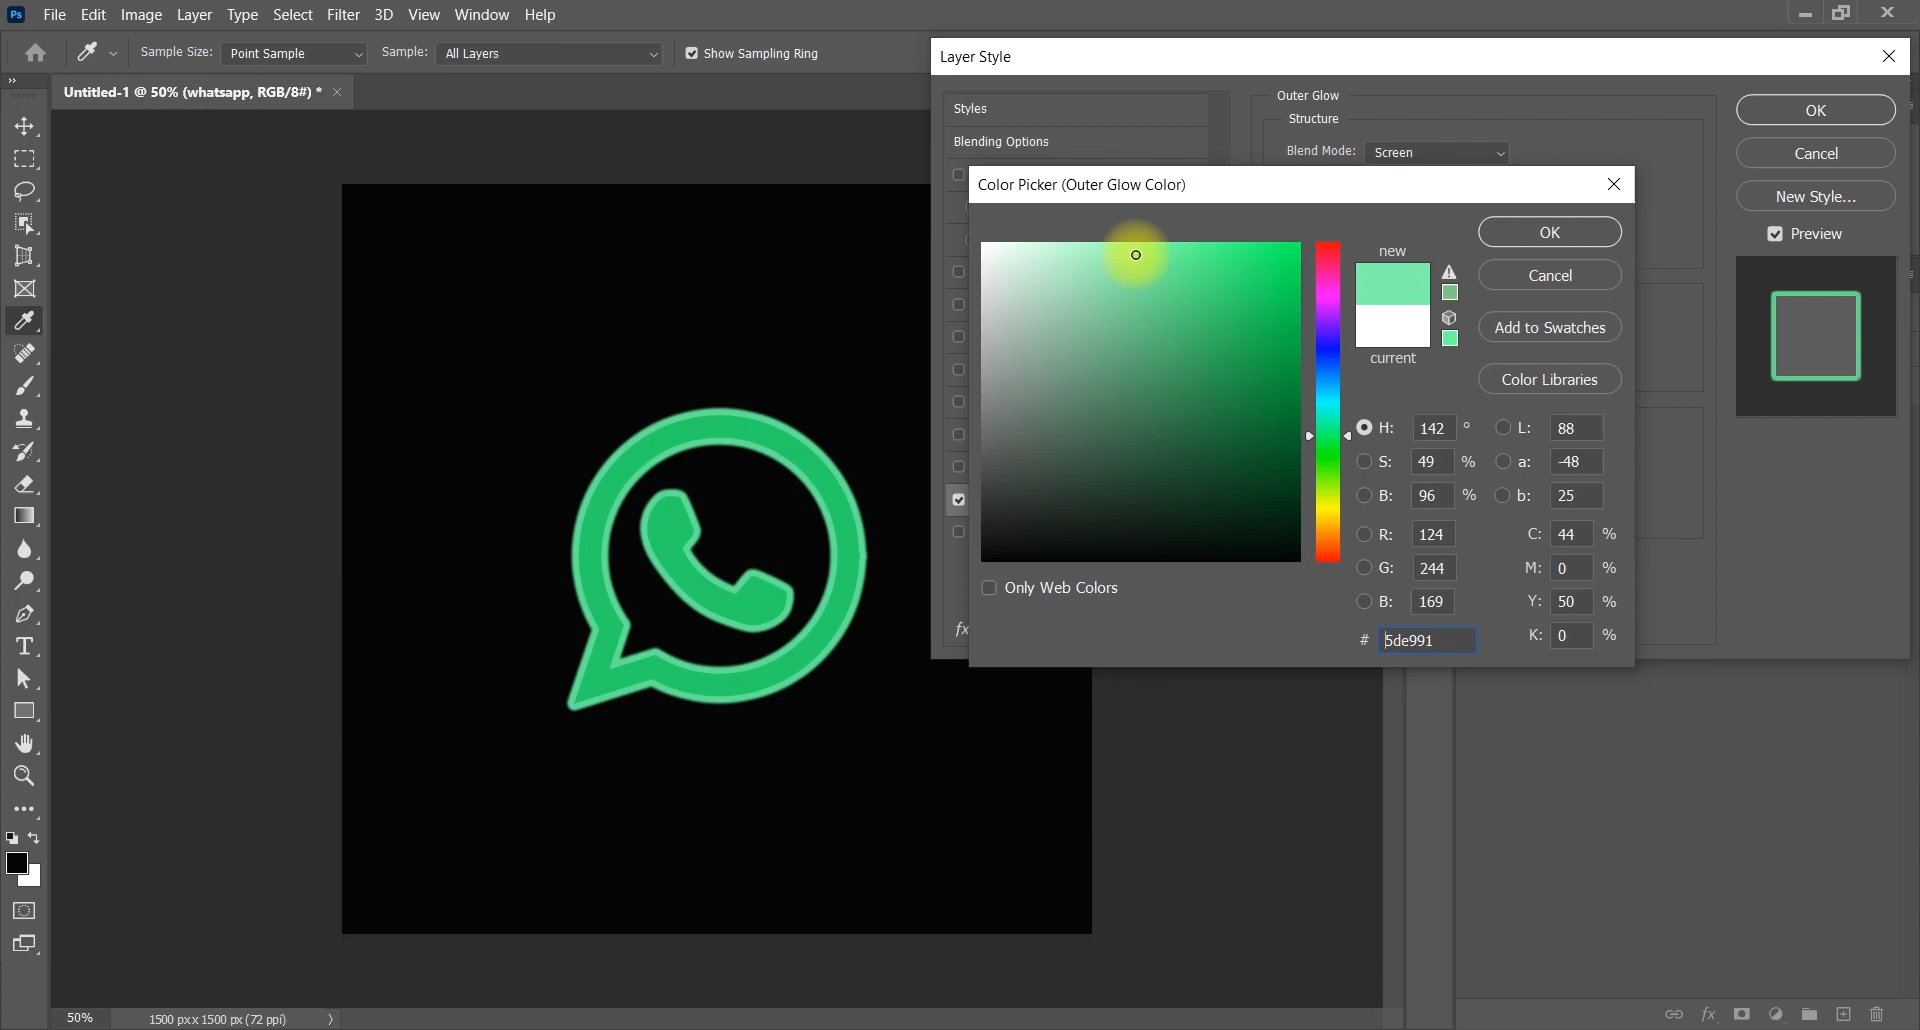 Ps File Edit Image Layer Type Select Filter 3D View Window Help
Sample Size: Point Sample Sample: All Layers Show Sampling Ring
Untitled-1 @ 50% (whatsapp, RGB/8#) *
Layer Style
Styles
Blending Options
Outer Glow
Structure
Blend Mode: Screen
OK
Cancel
New Style...
Preview
Color Picker (Outer Glow Color)
new
current
OK
Cancel
Add to Swatches
Color Libraries
H: 142 ° L: 88
S: 49 % a: -48
B: 96 % b: 25
R: 124 C: 44 %
G: 244 M: 0 %
B: 169 Y: 50 %
# 5de991 K: 0 %
Only Web Colors
fx
T
50% 1500 px x 1500 px (72 ppi)
fx